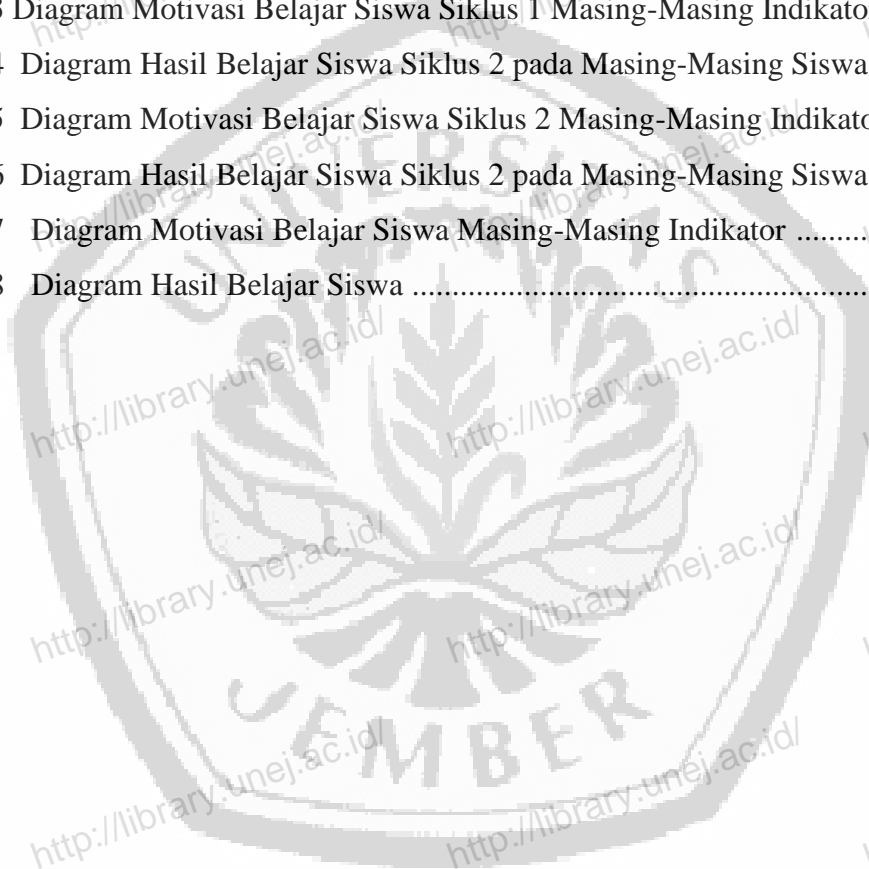 3 Diagram Motivasi Belajar Siswa Siklus 1 Masing-Masing Indikator
4 Diagram Hasil Belajar Siswa Siklus 2 pada Masing-Masing Siswa
5 Diagram Motivasi Belajar Siswa Siklus 2 Masing-Masing Indikato
6 Diagram Hasil Belajar Siswa Siklus 2 pada Masing-Masing Siswa
7 Diagram Motivasi Belajar Siswa Masing-Masing Indikator .........
8 Diagram Hasil Belajar Siswa .........................................................
UNIVERSITAS
JEMBER
http://library.unej.ac.id/
http://library.unej.ac.id/
http://library.unej.ac.id/
http://library.unej.ac.id/
http://library.unej.ac.id/
http://library.unej.ac.id/
http://library.unej.ac.id/
http://library.unej.ac.id/